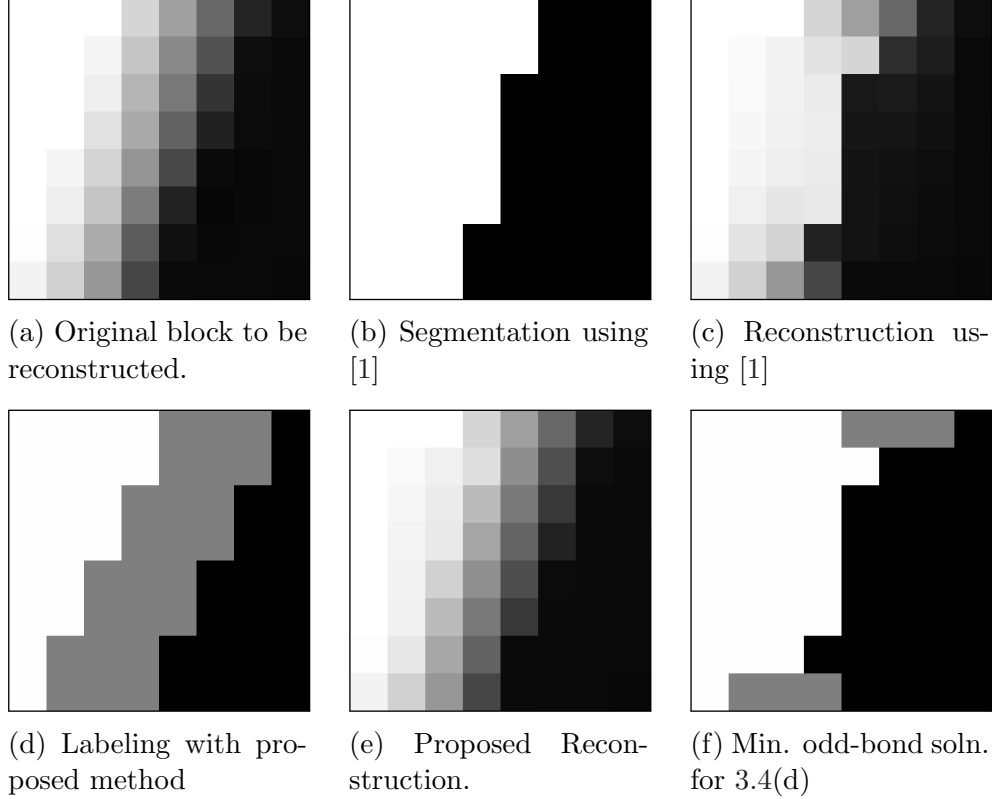 (a) Original block to be
reconstructed.
(b) Segmentation using
[1]
(c) Reconstruction us-
ing [1]
(d) Labeling with pro-
posed method
(e) Proposed Recon-
struction.
(f) Min. odd-bond soln.
for 3.4(d)